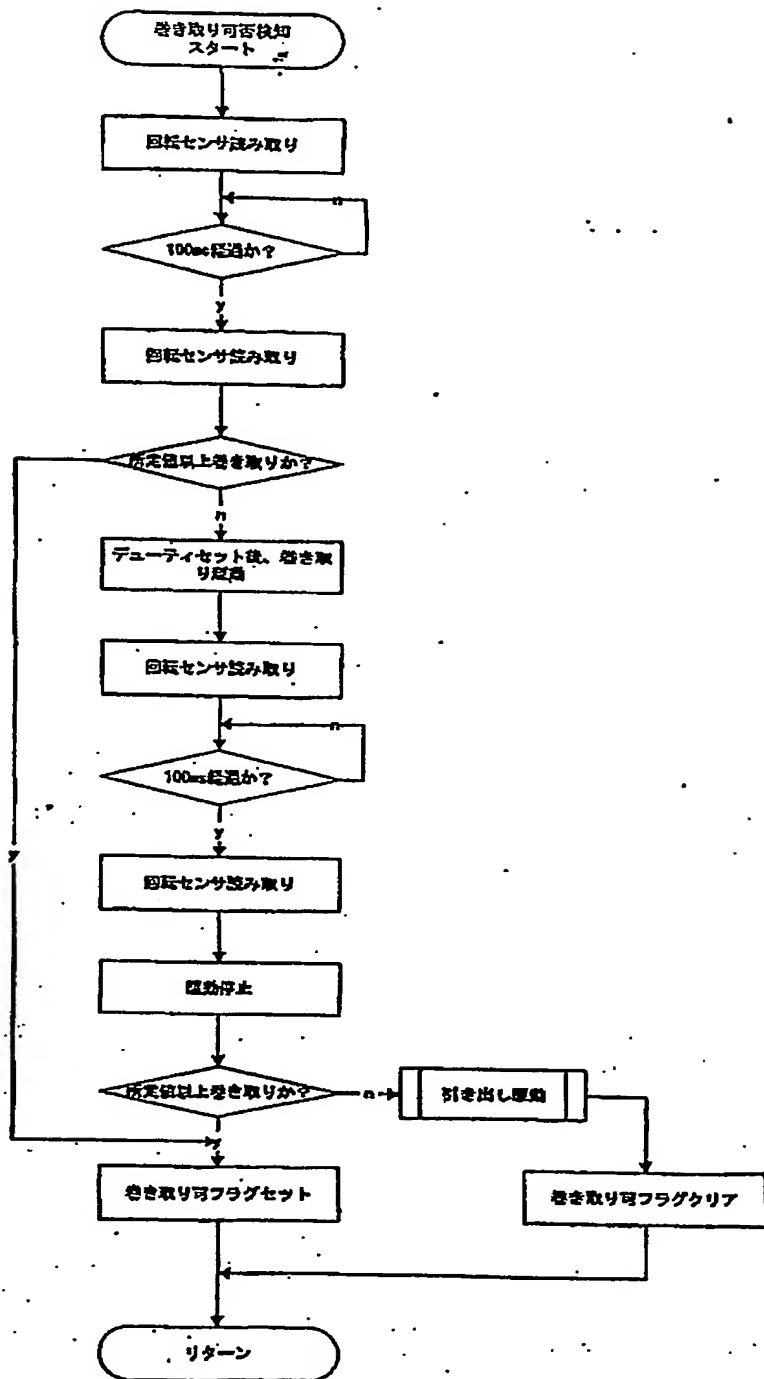 巻き取り可否検知
スタート
回転センサ読み取り
n
100ms経過か?
y
回転センサ読み取り
所定値以上巻き取りか?
n
デューティセット後、巻き取
り駆動
回転センサ読み取り
n
100ms経過か?
y
y
回転センサ読み取り
駆動停止
所定値以上巻き取りか?
n
引き出し駆動
y
巻き取り可フラグセット
巻き取り可フラグクリア
リターン